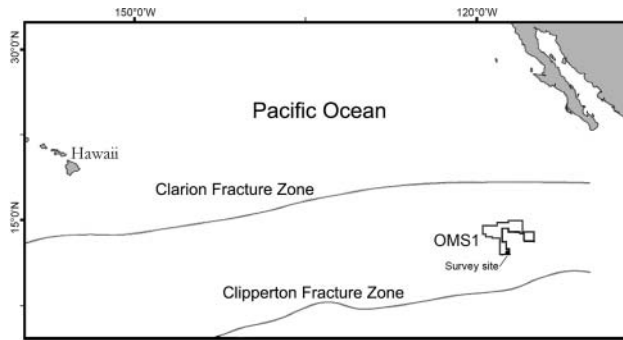 150°0'W
120°0'W
30°0'N
Pacific Ocean
Hawaii
Clarion Fracture Zone
15°0'N
OMS1
Survey site
Clipperton Fracture Zone